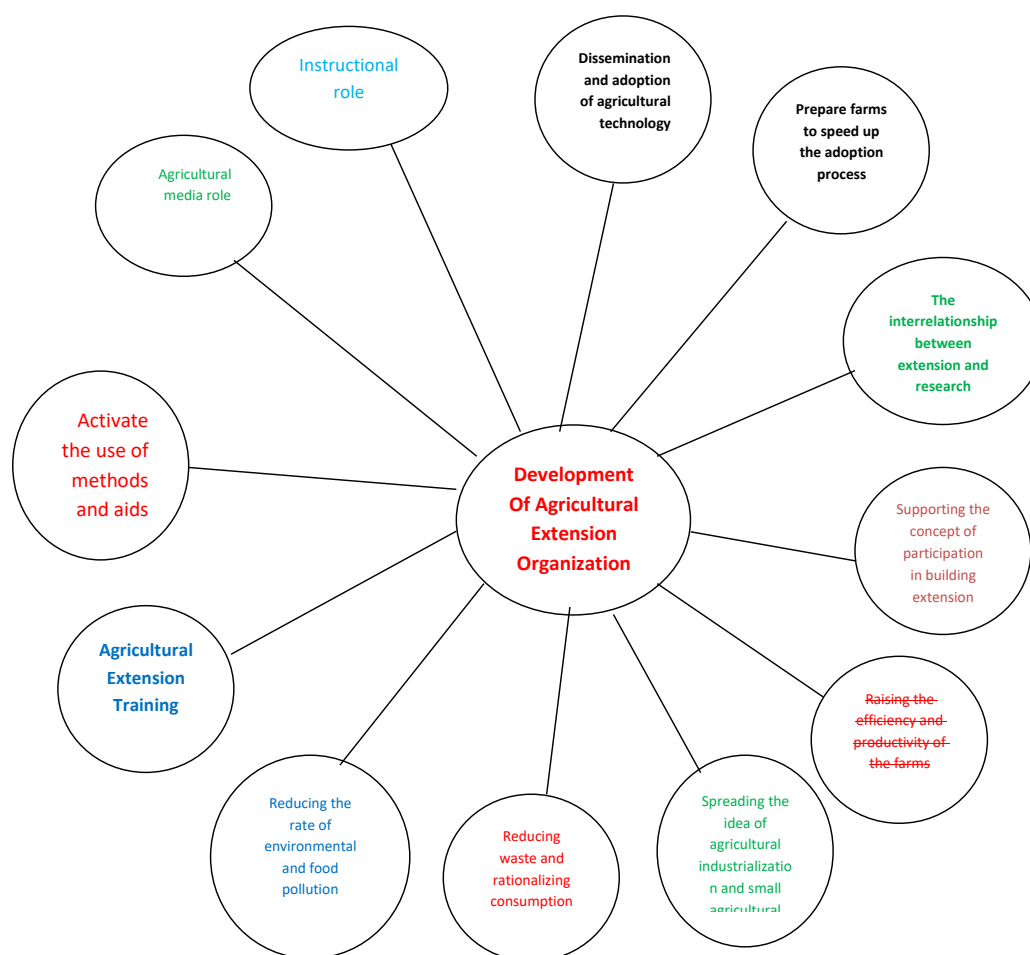 Instructional
role
Dissemination
and adoption
of agricultural
technology
Prepare farms
to speed up
the adoption
process
Agricultural
media role
The
interrelationship
between
extension and
research
Activate
the use of
methods
and aids
Development
Of Agricultural
Extension
Organization
Supporting the
concept of
participation
in building
extension
Agricultural
Extension
Training
Raising the
efficiency and
productivity of
the farms
Reducing the
rate of
environmental
and food
pollution
Reducing
waste and
rationalizing
consumption
Spreading the
idea of
agricultural
industrializatio
n and small
agricultural